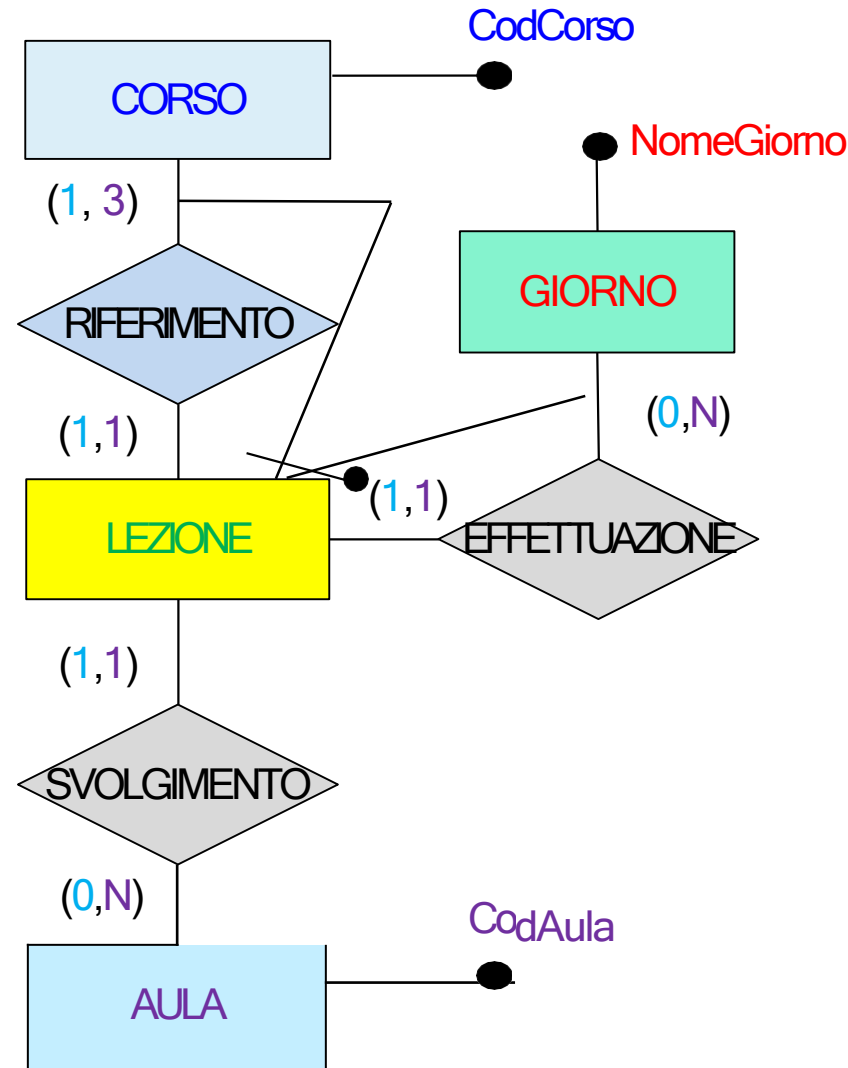 CodCorso
CORSO
NomeGiorno
(1, 3)
GIORNO
RIFERIMENTO
(0,N)
(1,1)
(1,1)
LEZIONE
EFFETTUAZIONE
(1,1)
SVOLGIMENTO
(0,N)
CodAula
AULA